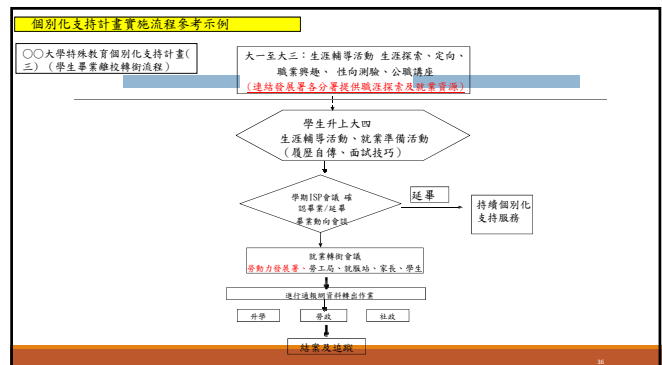 個別化支持計畫實施流程參考示例
○○大學特殊教育個別化支持計畫(
三)（學生畢業離校轉銜流程）
大一至大三：生涯輔導活動 生涯探索、定向、
職業興趣、 性向測驗、公職講座
(連結發展署各分署提供職涯探索及就業資源)
學生升上大四
生涯輔導活動、就業準備活動
（履歷自傳、面試技巧）
學期ISP會議 確
認畢業/延畢
畢業動向會談
延畢
持續個別化
支持服務
就業轉銜會議
勞動力發展署、勞工局、就服站、家長、學生
進行通報網資料轉出作業
升學
勞政
社政
結案及追蹤
36